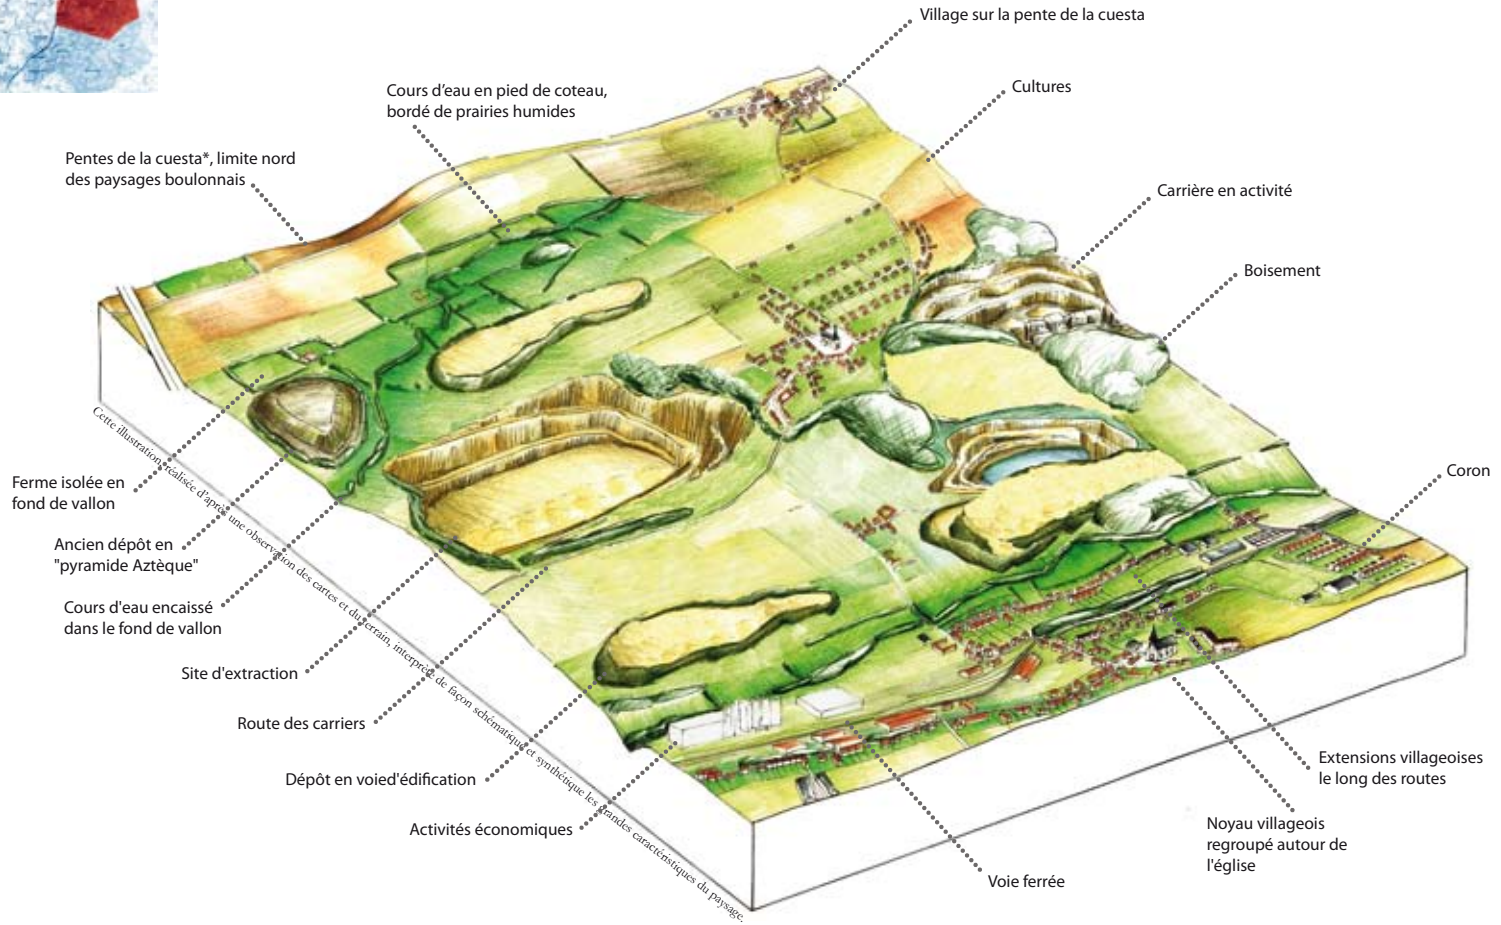 Village sur la pente de la cuesta
Cours d'eau en pied de coteau,
bordé de prairies humides
Cultures
Pentes de la cuesta*, limite nord
des paysages boulonnais
Carrière en activité
Boisement
Coron
Ferme isolée en
fond de vallon
Ancien dépôt en
"pyramide Aztèque"
Cours d'eau encaissé
dans le fond de vallon
Site d'extraction
Route des carriers
Dépôt en voied'édification
Activités économiques
Cette illustration, réalisée d'après une observation des cartes et du terrain, interprète de façon schématique et synthétique les grandes caractéristiques du paysage.
Extensions villageoises
le long des routes
Noyau villageois
regroupé autour de
l'église
Voie ferrée